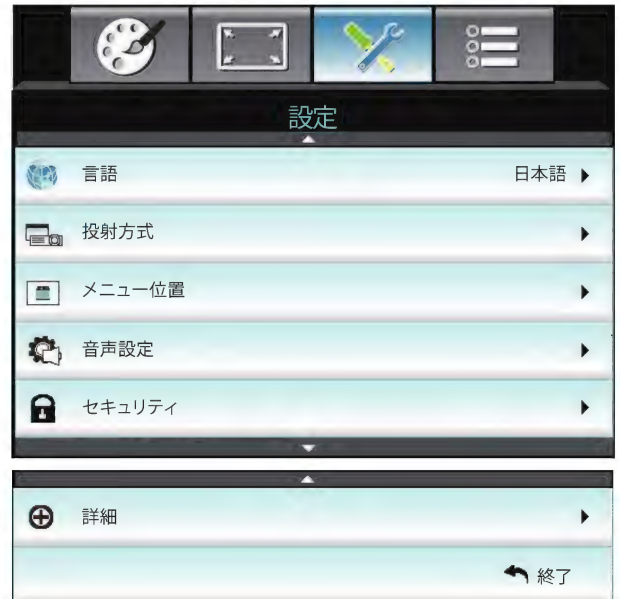 設定
言語 日本語
投射方式
メニュー位置
音声設定
セキュリティ
詳細
終了